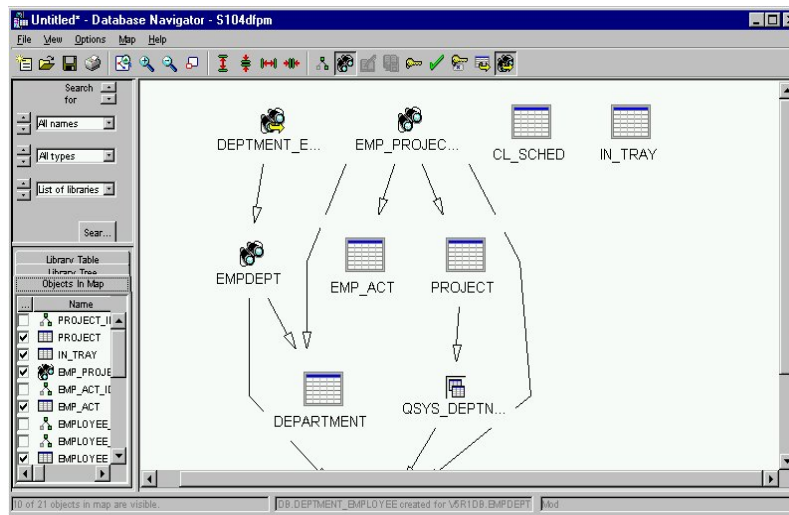 Untitled* - Database Navigator - S104dfpm
File View Options Map Help
Search
for
All names
All types
List of libraries
Sear...
Library Table
Library Tree
Objects In Map
... Name
PROJECT_I
PROJECT
IN_TRAY
EMP_PROJE
EMP_ACT_I
EMP_ACT
EMPLOYEE_
EMPLOYEE_
EMPLOYEE
DEPTMENT_E...
EMP_PROJEC...
CL_SCHED
IN_TRAY
EMPDEPT
EMP_ACT
PROJECT
DEPARTMENT
QSYS_DEPTN...
10 of 21 objects in map are visible.
DB.DEPTMENT_EMPLOYEE created for V5R1DB.EMPDEPT
Mod